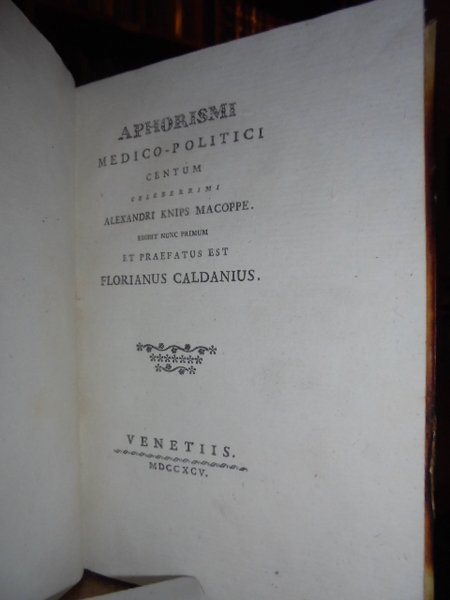 APHORISMI
MEDICO-POLITICI
CENTUM
CELEBERRIMI
ALEXANDRI KNIPS MACOPPE.
EDIDIT NUNC PRIMUM
ET PRAEFATUS EST
FLORIANUS CALDANIUS.
VENETIIS.
MDCCXCV.